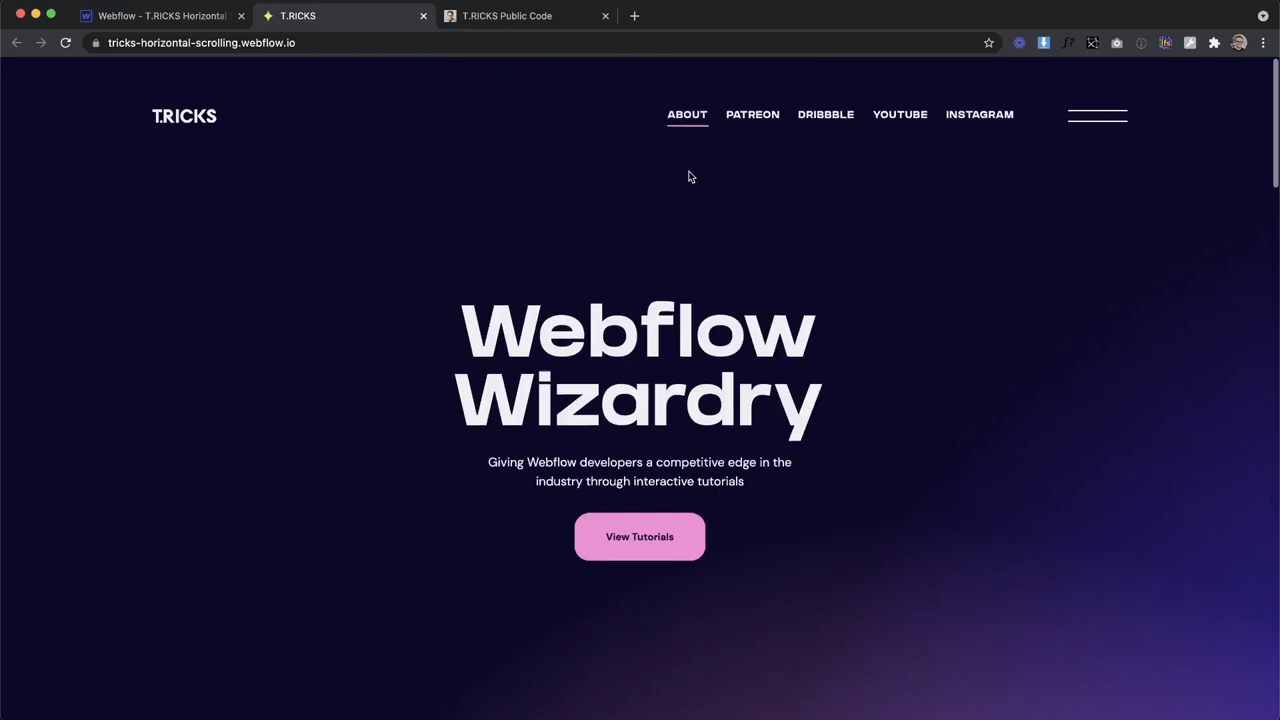 Webflow - T.RICKS Horizontal
T.RICKS
T.RICKS Public Code
tricks-horizontal-scrolling.webflow.io
T.RICKS
ABOUT
PATREON
DRIBBBLE
YOUTUBE
INSTAGRAM
Webflow
Wizardry
Giving Webflow developers a competitive edge in the
industry through interactive tutorials
View Tutorials